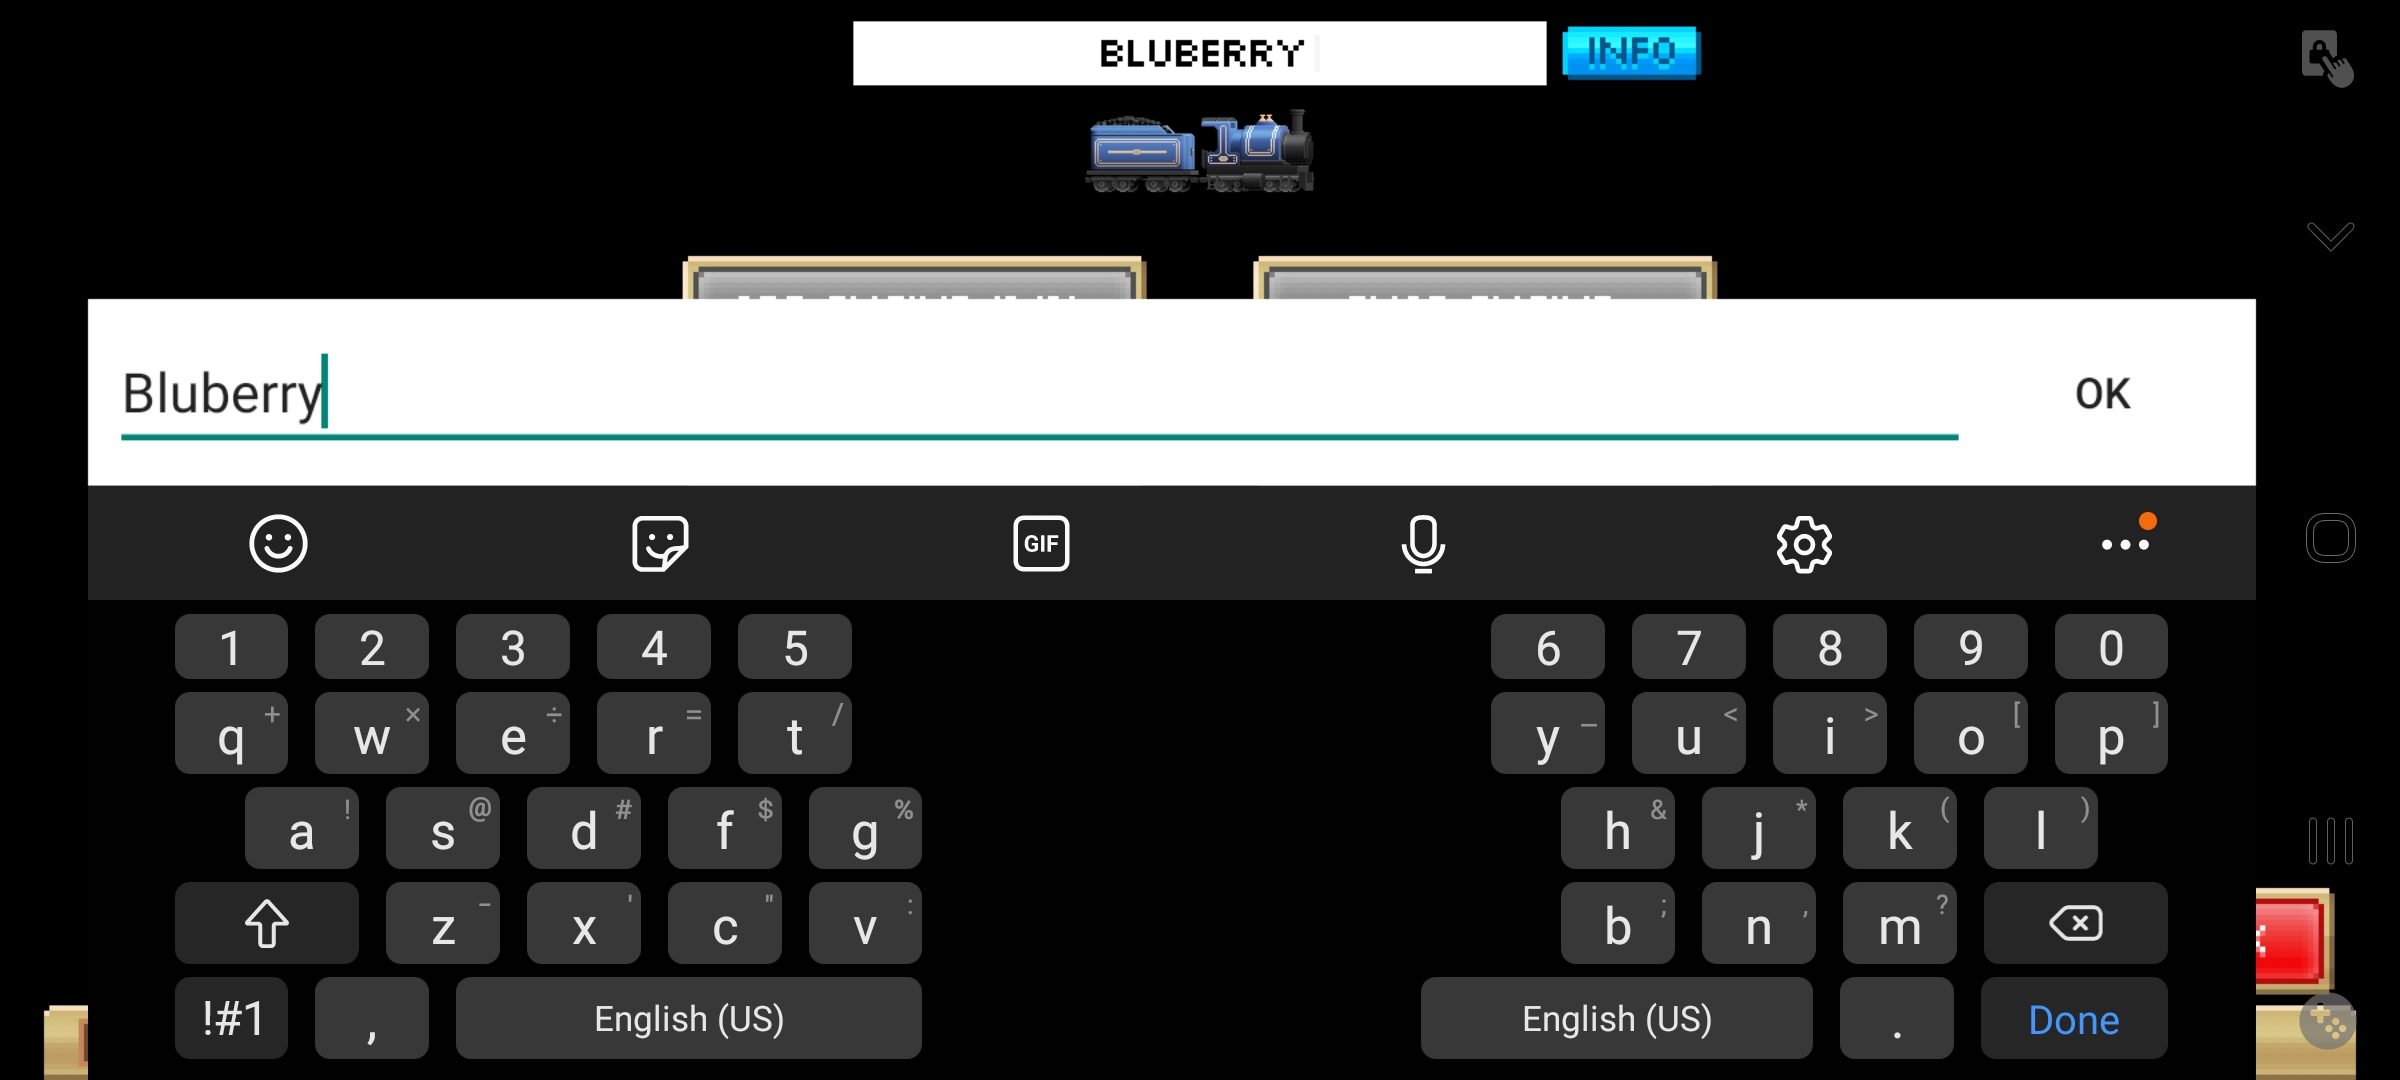 BLUBERRY
INFO
Bluberry
OK
GIF
1 2 3 4 5 6 7 8 9 0
q + w × e ÷ r = t / y _ u < i > o [ p ]
a ! s @ d # f $ g % h & j * k ( l )
z - x ' c " v : b ; n , m ?
!#1 , English (US) English (US) . Done